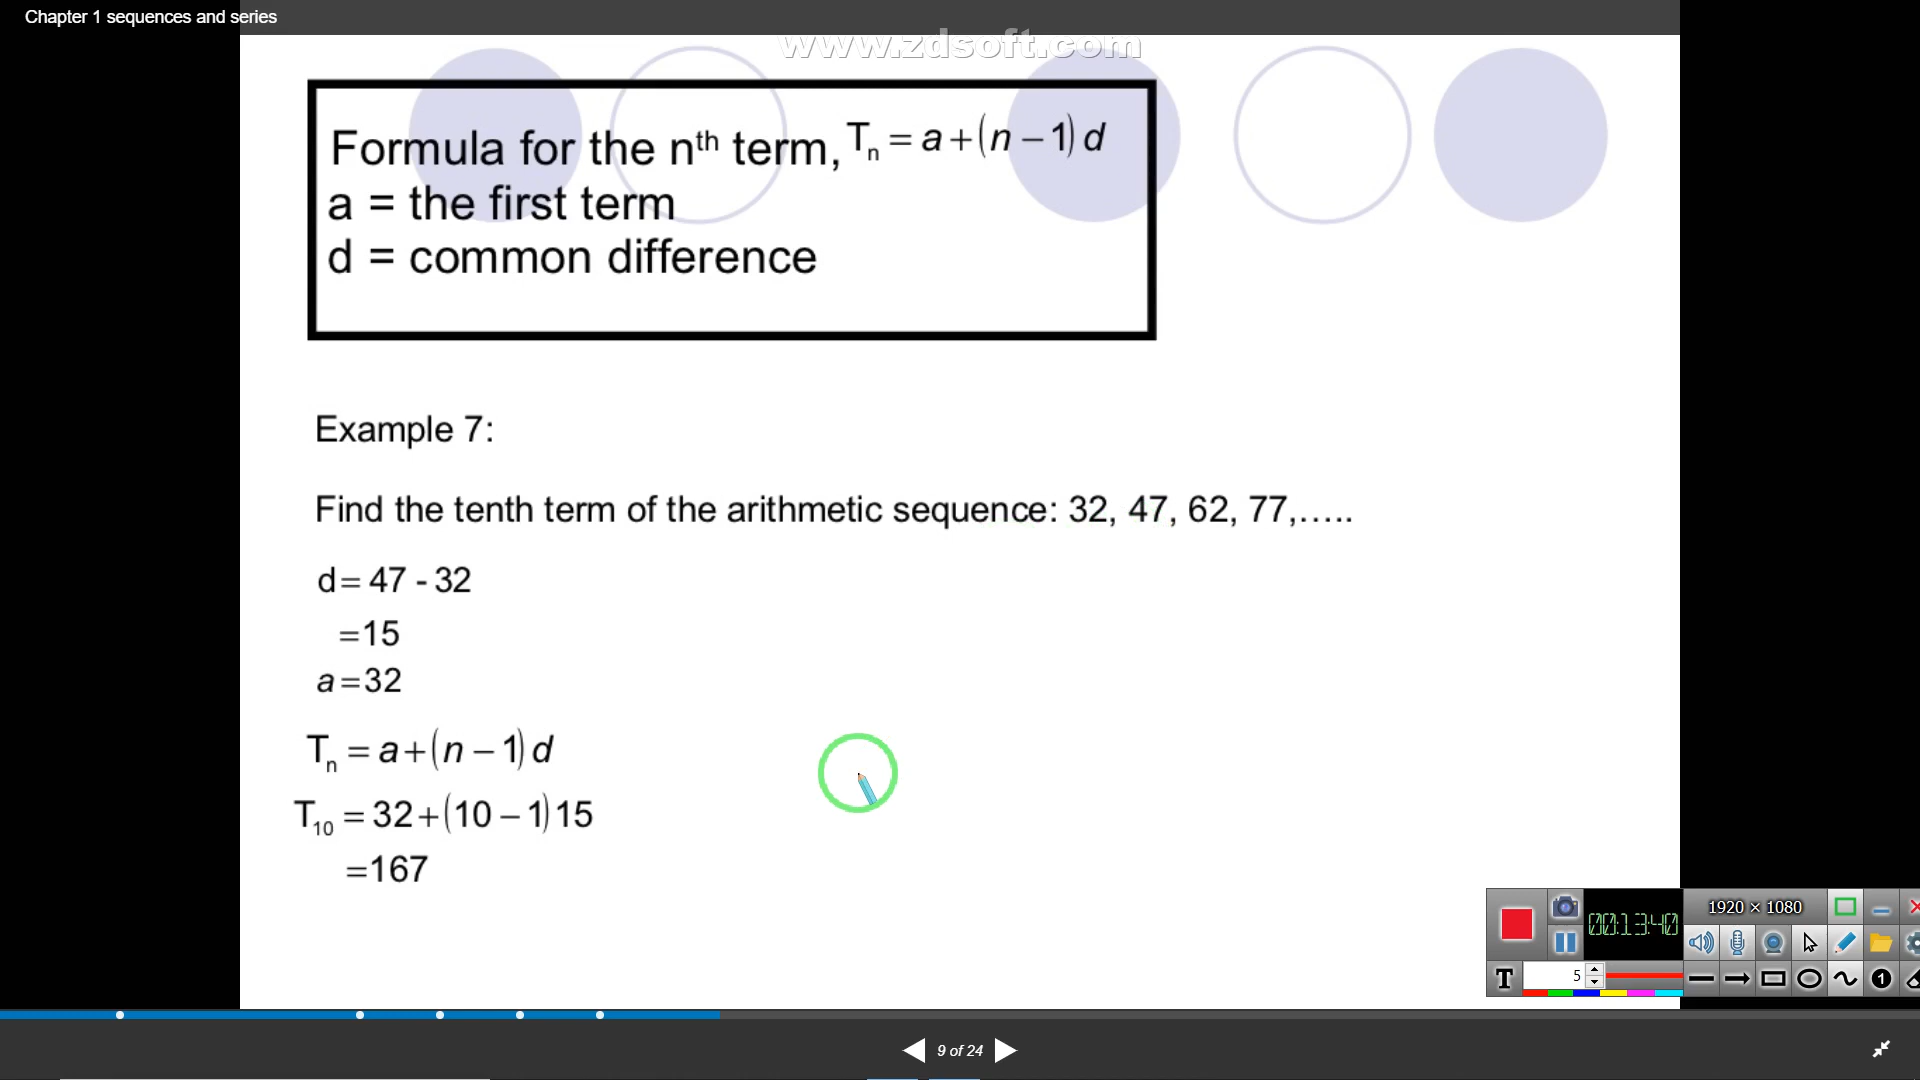 Chapter 1 sequences and series
www.zdsoft.com
Formula for the nth term, Tn = a + (n − 1) d
a = the first term
d = common difference
Example 7:
Find the tenth term of the arithmetic sequence: 32, 47, 62, 77,.....
d= 47 - 32
=15
a=32
Tn = a+(n − 1) d
T10 = 32+(10 − 1)15
=167
00:13:40
1920 × 1080
T
5
1
9 of 24